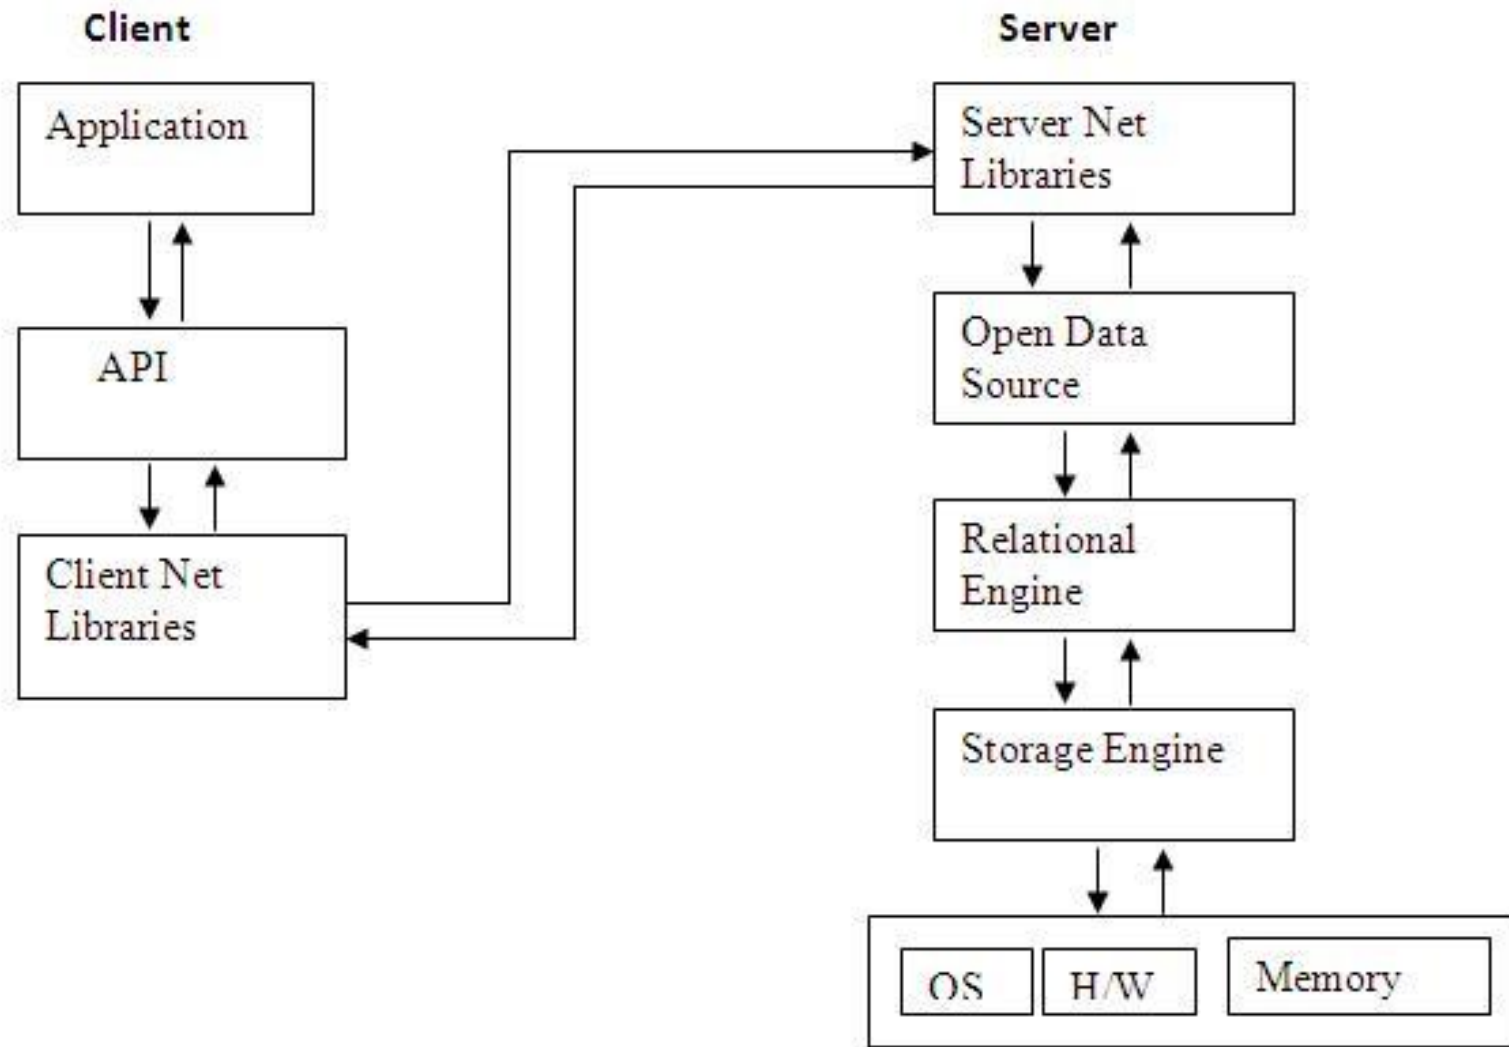 Client
Server
Application
API
Client Net
Libraries
Server Net
Libraries
Open Data
Source
Relational
Engine
Storage Engine
OS
H/W
Memory